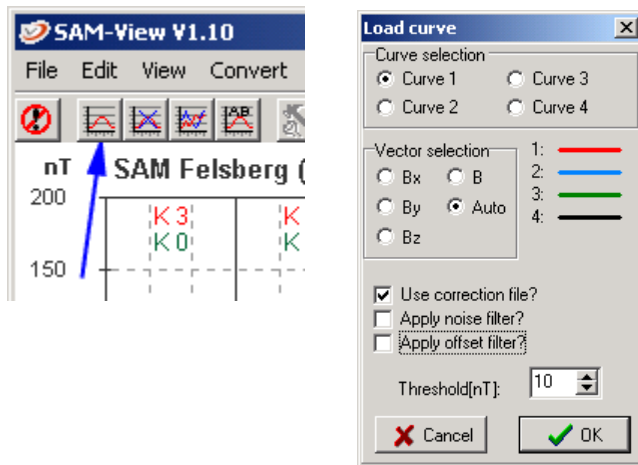 SAM-View V1.10
File Edit View Convert
nT SAM Felsberg (
200
K 3 K
K 0 K
150
Load curve
Curve selection
Curve 1 Curve 3
Curve 2 Curve 4
Vector selection
Bx B
By Auto
Bz
1:
2:
3:
4:
Use correction file?
Apply noise filter?
Apply offset filter?
Threshold[nT]: 10
Cancel OK